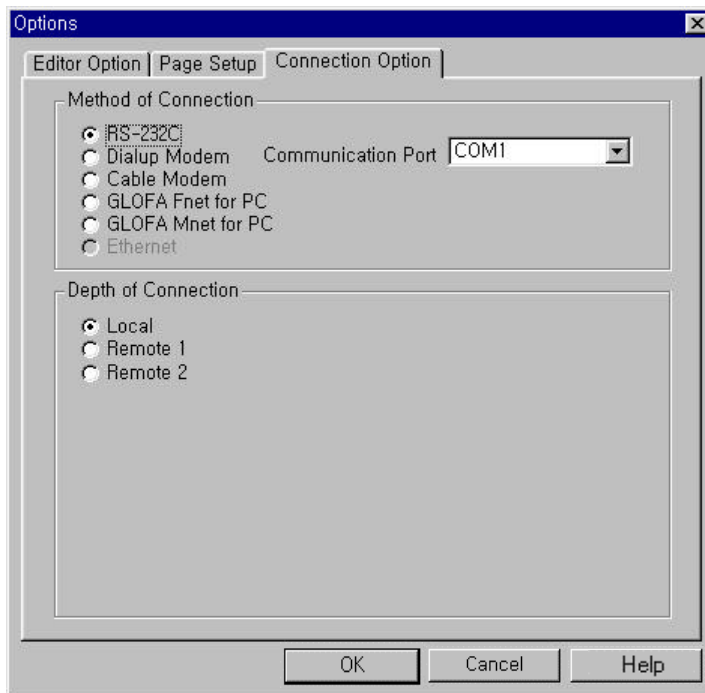 Options
Editor Option
Page Setup
Connection Option
Method of Connection
RS-232C
Dialup Modem
Communication Port
COM1
Cable Modem
GLOFA Fnet for PC
GLOFA Mnet for PC
Ethernet
Depth of Connection
Local
Remote 1
Remote 2
OK
Cancel
Help